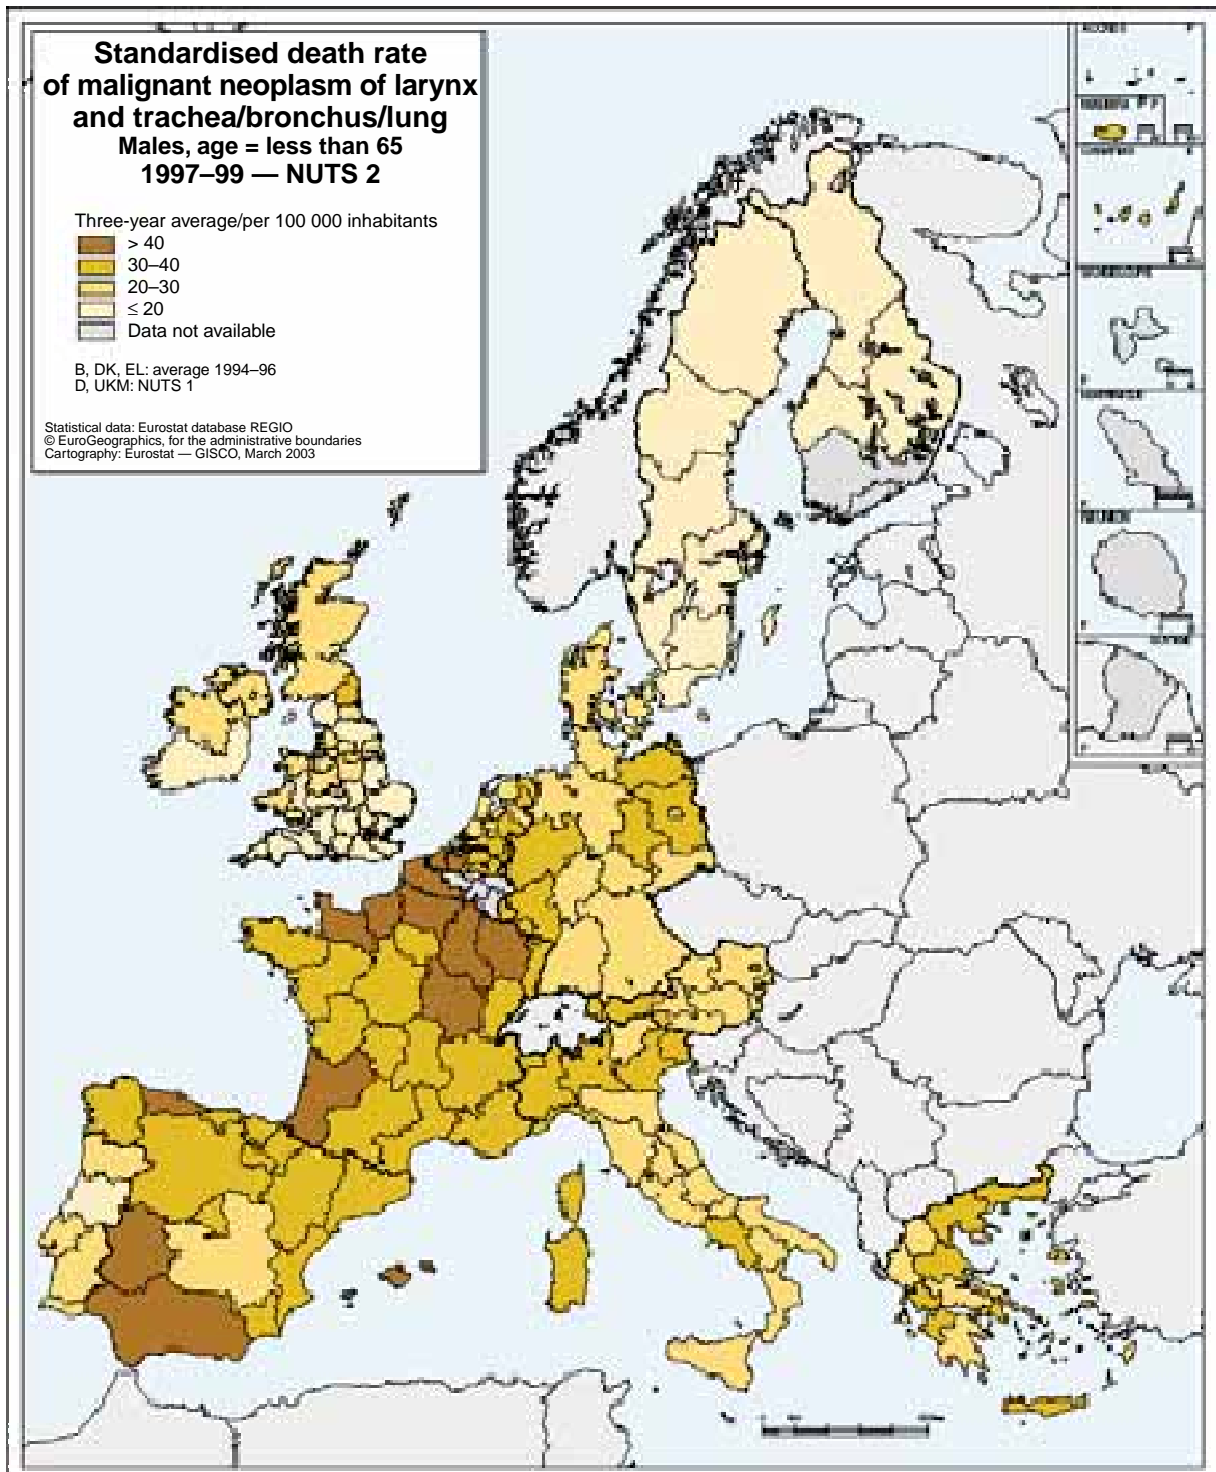 Standardised death rate
of malignant neoplasm of larynx
and trachea/bronchus/lung
Males, age = less than 65
1997–99 — NUTS 2
Three-year average/per 100 000 inhabitants
> 40
30–40
20–30
≤ 20
Data not available
B, DK, EL: average 1994–96
D, UKM: NUTS 1
Statistical data: Eurostat database REGIO
© EuroGeographics, for the administrative boundaries
Cartography: Eurostat — GISCO, March 2003